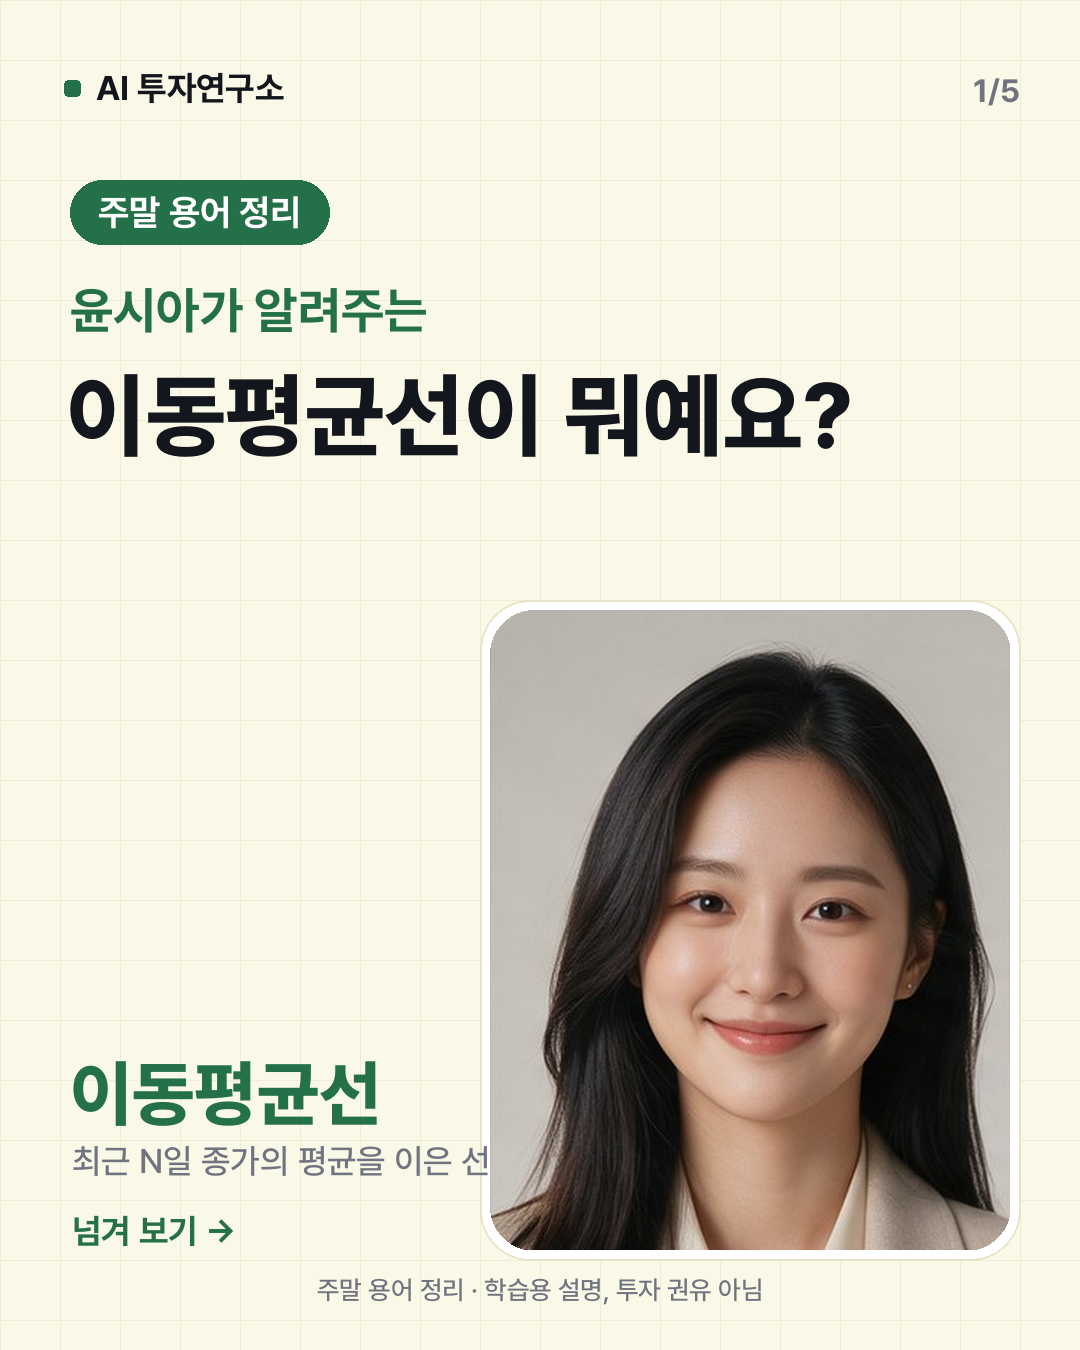 AI 투자연구소
1/5
주말 용어 정리
윤시아가 알려주는
이동평균선이 뭐예요?
이동평균선
최근 N일 종가의 평균을 이은 선
넘겨 보기 →
주말 용어 정리 · 학습용 설명, 투자 권유 아님